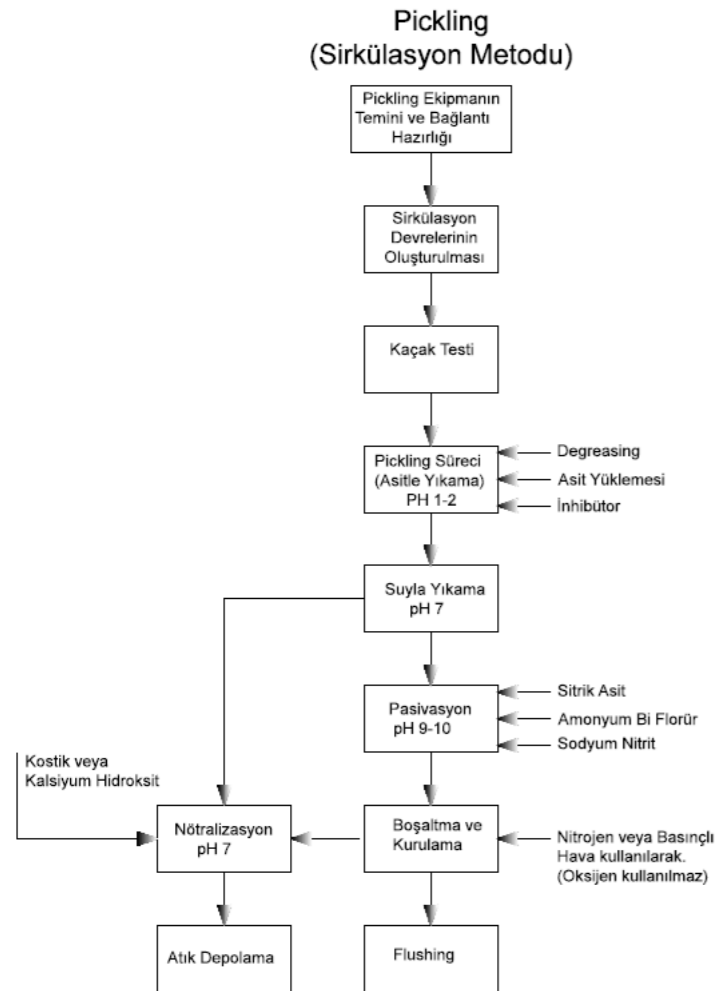 Pickling
(Sirkülasyon Metodu)
Pickling Ekipmanın
Temini ve Bağlantı
Hazırlığı
Sirkülasyon
Devrelerinin
Oluşturulması
Kaçak Testi
Pickling Süreci
(Asitle Yıkama)
PH 1-2
Degreasing
Asit Yüklemesi
İnhibütor
Suyla Yıkama
pH 7
Pasivasyon
pH 9-10
Sitrik Asit
Amonyum Bi Florür
Sodyum Nitrit
Kostik veya
Kalsiyum Hidroksit
Nötralizasyon
pH 7
Boşaltma ve
Kurulama
Nitrojen veya Basınçlı
Hava kullanılarak.
(Oksijen kullanılmaz)
Atık Depolama
Flushing